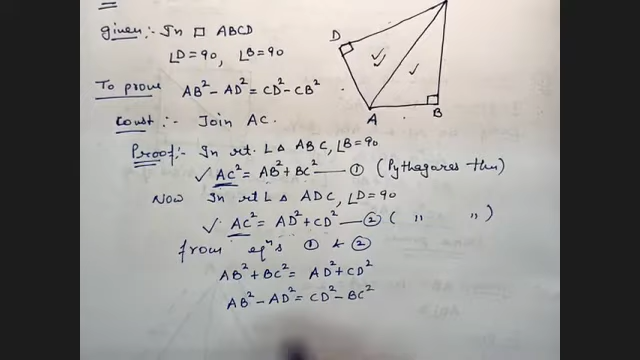 given :- In □ ABCD
∠D = 90, ∠B = 90
To prove AB² - AD² = CD² - CB²
Const :- Join AC.
Proof :- In rt. ∠ △ ABC, ∠B = 90
✓ AC² = AB² + BC² —— ① (Pythagares thm)
Now In rt ∠ △ ADC, ∠D = 90
✓ AC² = AD² + CD² —— ② ( " " )
from eqⁿs ① & ②
AB² + BC² = AD² + CD²
AB² - AD² = CD² - BC²
D
A
B